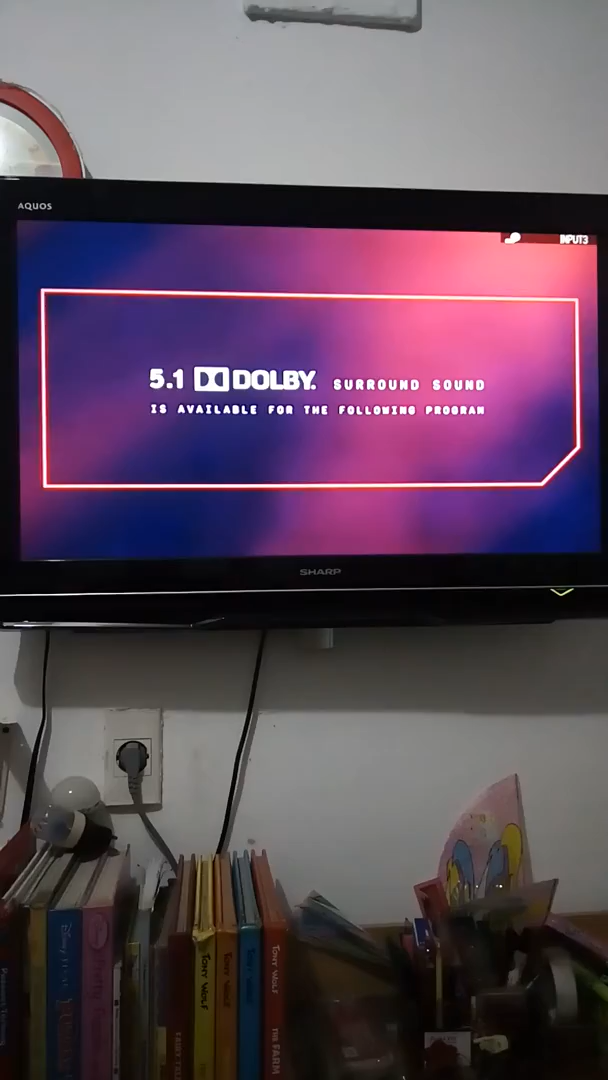 AQUOS
INPUT3
5.1 DOLBY. SURROUND SOUND
IS AVAILABLE FOR THE FOLLOWING PROGRAM
SHARP
Disney
TONY WOLF
TONY WOLF
TONY WOLF THE FARM